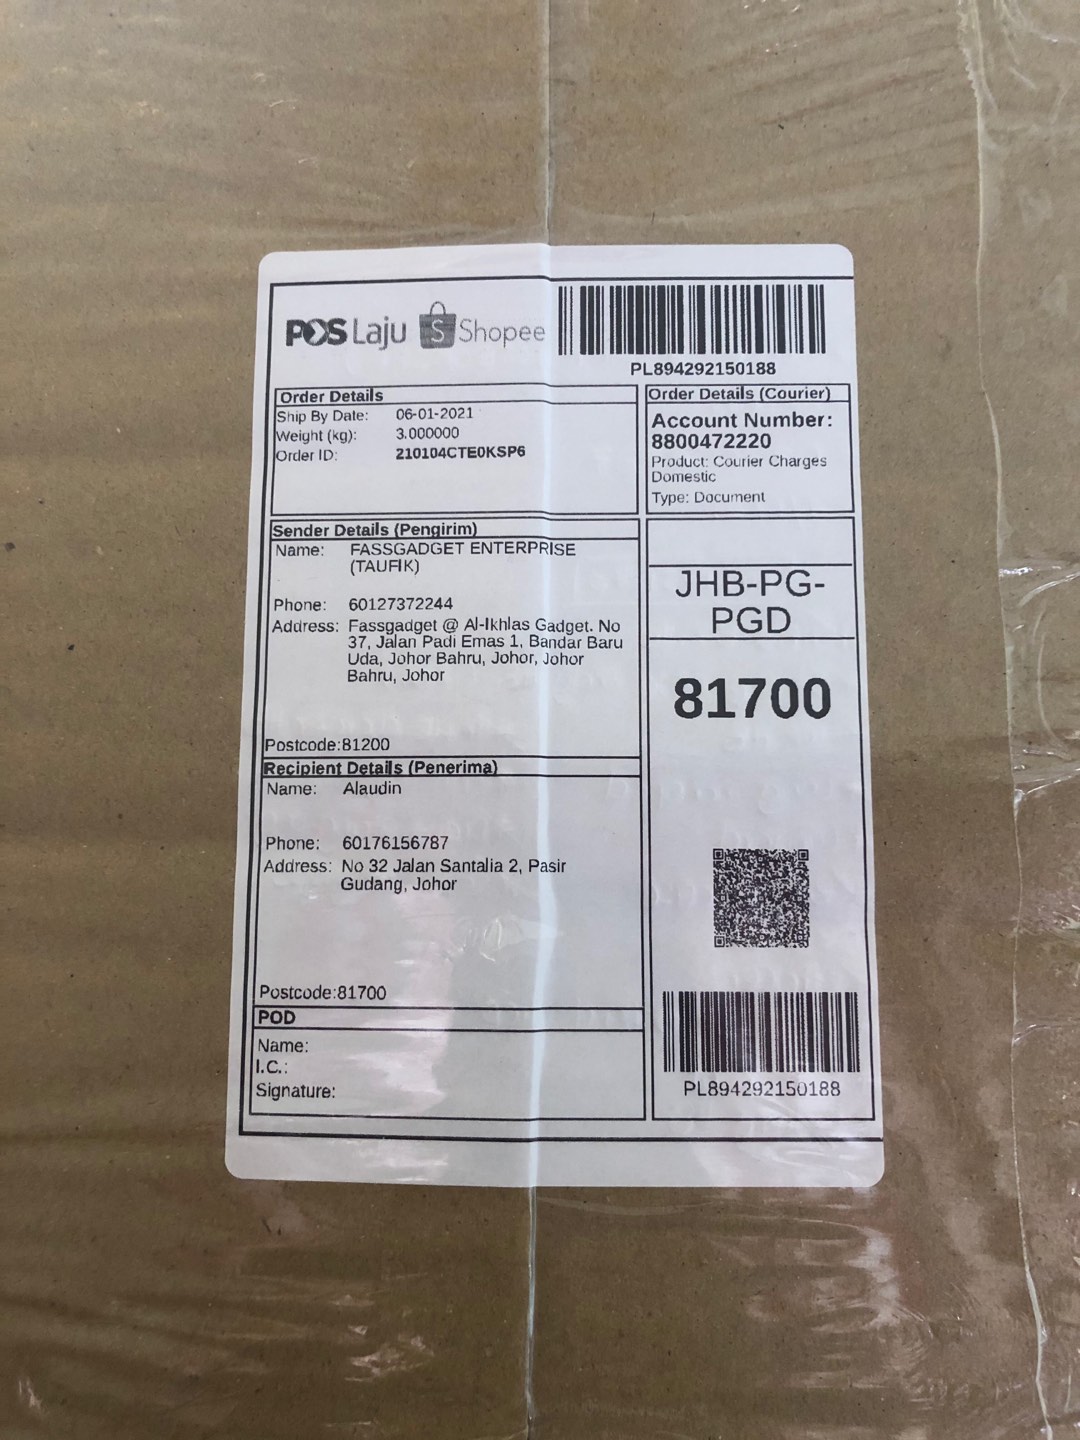 POS Laju S Shopee
PL894292150188
Order Details
Ship By Date: 06-01-2021
Weight (kg): 3.000000
Order ID: 210104CTE0KSP6
Order Details (Courier)
Account Number:
8800472220
Product: Courier Charges
Domestic
Type: Document
Sender Details (Pengirim)
Name: FASSGADGET ENTERPRISE
(TAUFIK)
Phone: 60127372244
Address: Fassgadget @ Al-Ikhlas Gadget. No
37, Jalan Padi Emas 1, Bandar Baru
Uda, Johor Bahru, Johor, Johor
Bahru, Johor
Postcode:81200
JHB-PG-
PGD
81700
Recipient Details (Penerima)
Name: Alaudin
Phone: 60176156787
Address: No 32 Jalan Santalia 2, Pasir
Gudang, Johor
Postcode:81700
POD
Name:
I.C.:
Signature:
PL894292150188